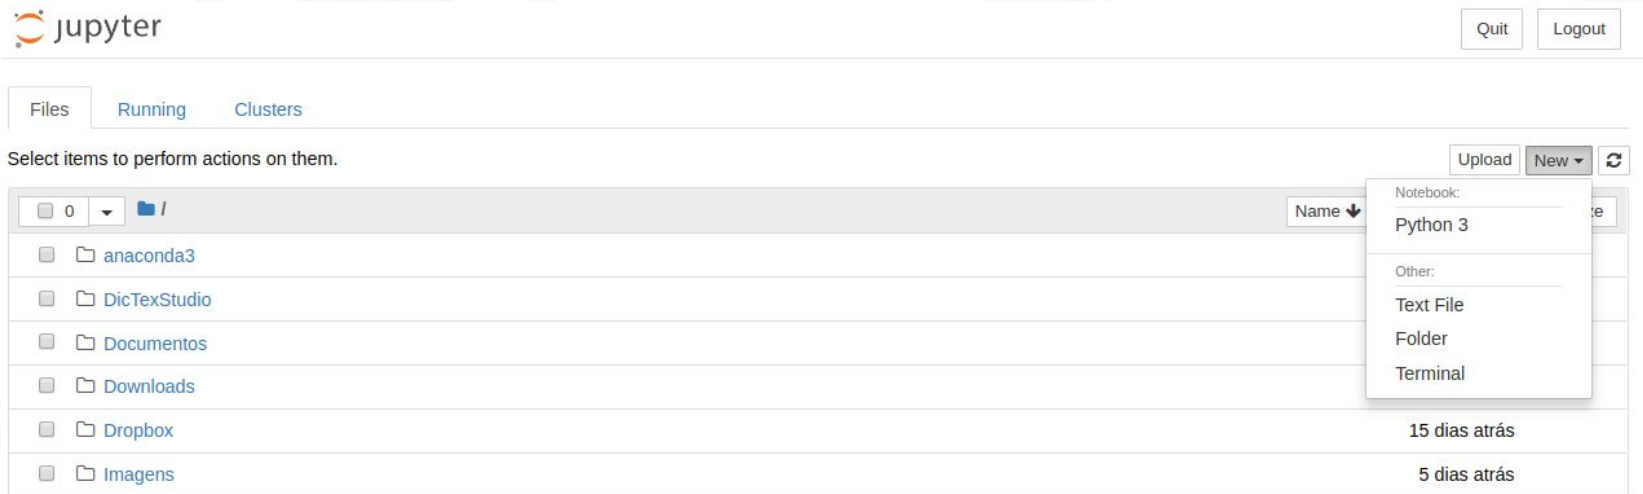 jupyter
Quit
Logout
Files
Running
Clusters
Select items to perform actions on them.
Upload
New
0
/
Name
ze
Notebook:
Python 3
Other:
Text File
Folder
Terminal
anaconda3
DicTexStudio
Documentos
Downloads
Dropbox
15 dias atrás
Imagens
5 dias atrás